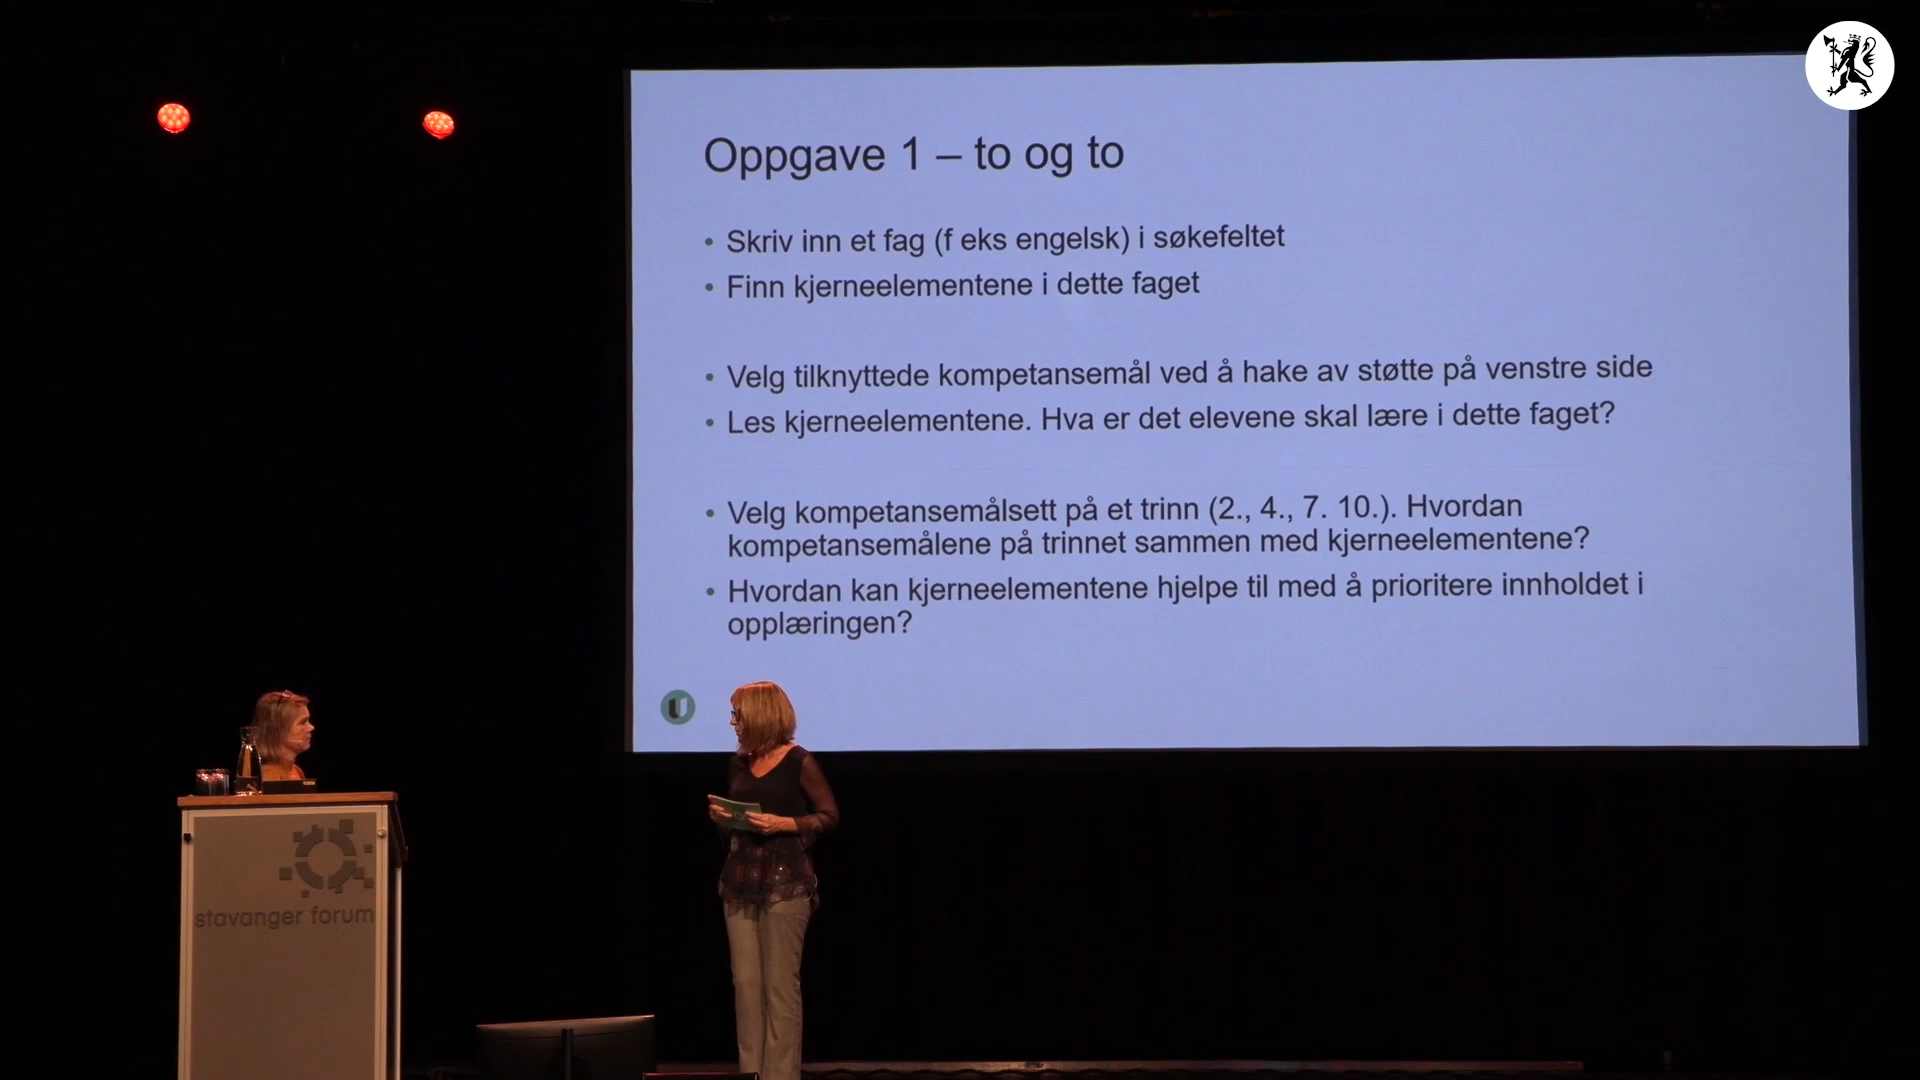 Oppgave 1 – to og to
• Skriv inn et fag (f eks engelsk) i søkefeltet
• Finn kjerneelementene i dette faget
• Velg tilknyttede kompetansemål ved å hake av støtte på venstre side
• Les kjerneelementene. Hva er det elevene skal lære i dette faget?
• Velg kompetansemålsett på et trinn (2., 4., 7. 10.). Hvordan
kompetansemålene på trinnet sammen med kjerneelementene?
• Hvordan kan kjerneelementene hjelpe til med å prioritere innholdet i
opplæringen?
stavanger forum